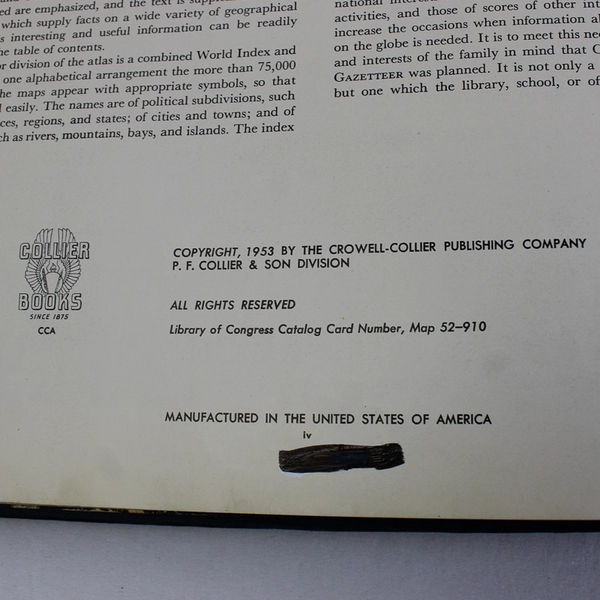 ed are emphasized, and the text is
which supply facts on a wide variety of geographical
interesting and useful information can be readily
he table of contents.
or division of the atlas is a combined World Index and
one alphabetical arrangement the more than 75,000
he maps appear with appropriate symbols, so that
easily. The names are of political subdivisions, such
ces, regions, and states; of cities and towns; and of
ch as rivers, mountains, bays, and islands. The index
national
activities, and those of scores of other int
increase the occasions when information a
on the globe is needed. It is to meet this ne
and interests of the family in mind that C
GAZETTEER was planned. It is not only a
but one which the library, school, or of
COLLIER
BOOKS
SINCE 1875
CCA
COPYRIGHT, 1953 BY THE CROWELL-COLLIER PUBLISHING COMPANY
P. F. COLLIER & SON DIVISION
ALL RIGHTS RESERVED
Library of Congress Catalog Card Number, Map 52–910
MANUFACTURED IN THE UNITED STATES OF AMERICA
iv